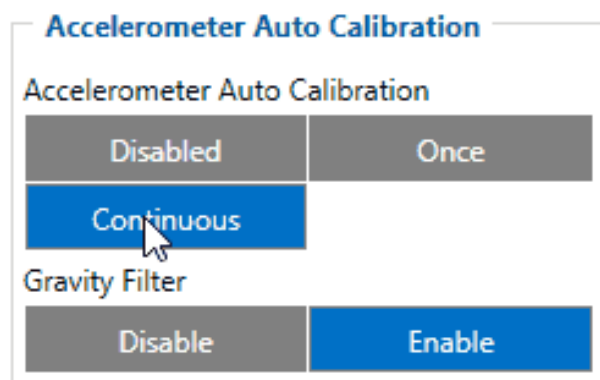 Accelerometer Auto Calibration
Accelerometer Auto Calibration
Disabled
Once
Continuous
Gravity Filter
Disable
Enable